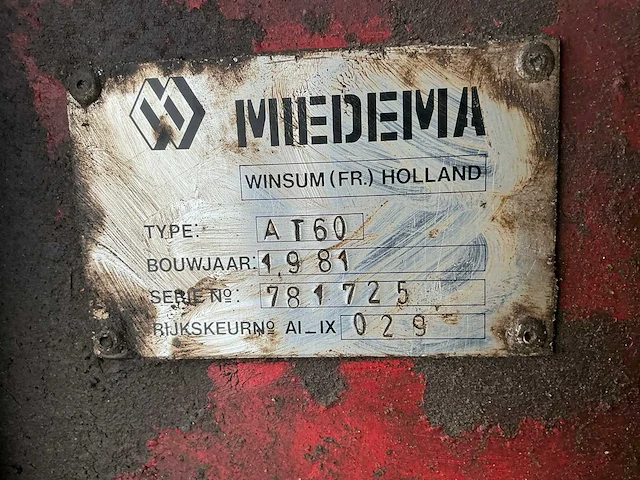 MIEDEMA
WINSUM (FR.) HOLLAND
TYPE: AT60
BOUWJAAR: 1981
SERIE Nº: 781725
RIJKSKEURNº AI_IX 029